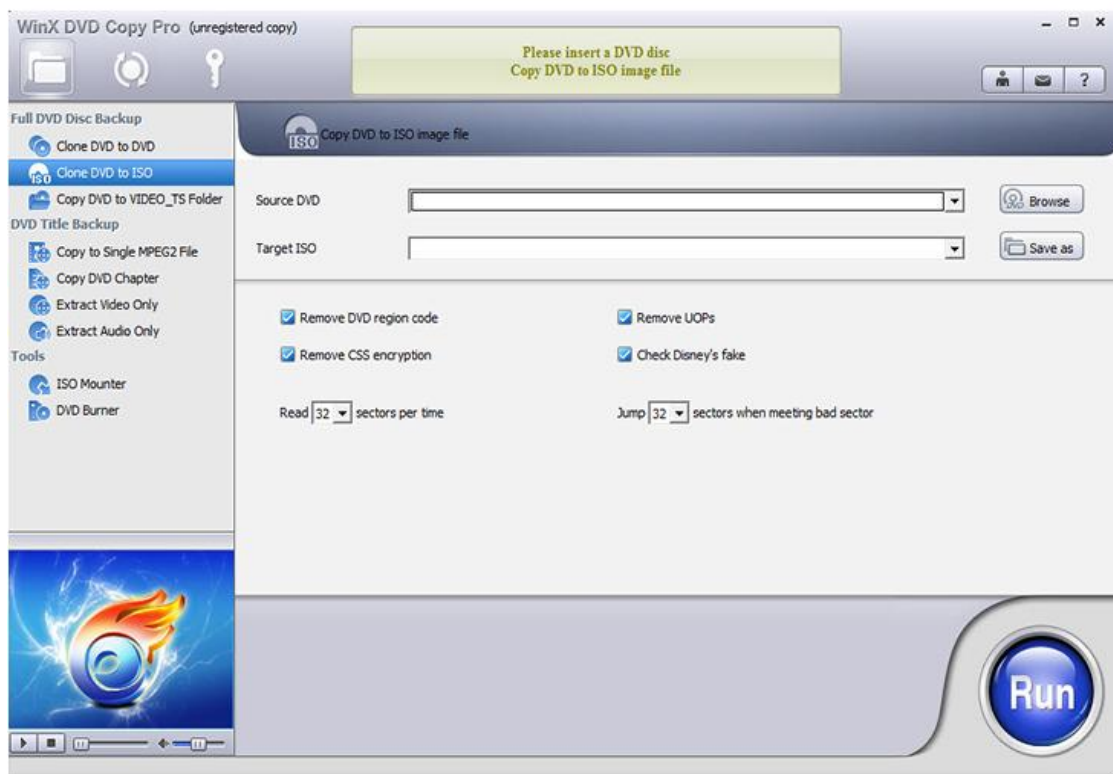 WinX DVD Copy Pro (unregistered copy)
Please insert a DVD disc
Copy DVD to ISO image file
?
Full DVD Disc Backup
Clone DVD to DVD
ISO Clone DVD to ISO
Copy DVD to VIDEO_TS Folder
DVD Title Backup
Copy to Single MPEG2 File
Copy DVD Chapter
Extract Video Only
Extract Audio Only
Tools
ISO Mounter
DVD Burner
ISO Copy DVD to ISO image file
Source DVD
Browse
Target ISO
Save as
Remove DVD region code
Remove UOPs
Remove CSS encryption
Check Disney's fake
Read 32 sectors per time
Jump 32 sectors when meeting bad sector
Run